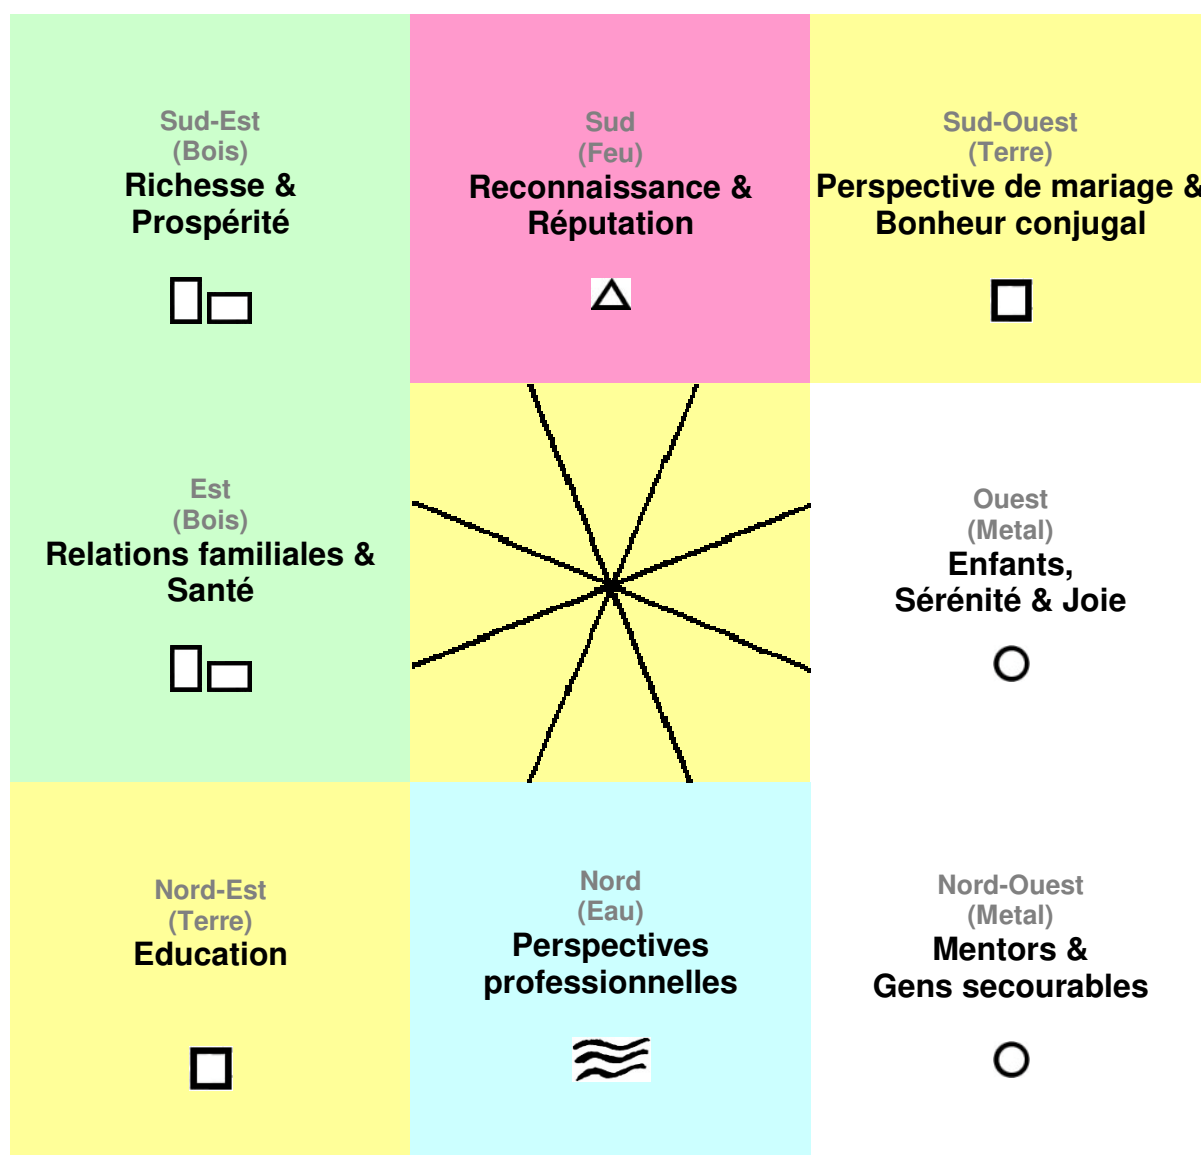 Sud-Est
(Bois)
Richesse &
Prospérité
Sud
(Feu)
Reconnaissance &
Réputation
Sud-Ouest
(Terre)
Perspective de mariage &
Bonheur conjugal
Est
(Bois)
Relations familiales &
Santé
Ouest
(Metal)
Enfants,
Sérénité & Joie
Nord-Est
(Terre)
Education
Nord
(Eau)
Perspectives
professionnelles
Nord-Ouest
(Metal)
Mentors &
Gens secourables